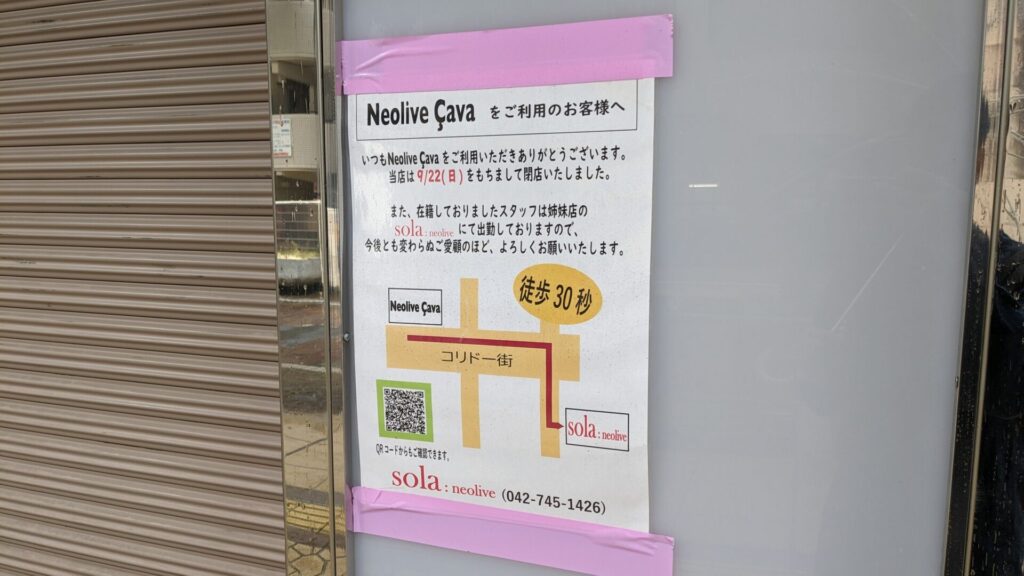 Neolive Çava をご利用のお客様へ
いつもNeolive Çava をご利用いただきありがとうございます。
当店は 9/22(日)をもちまして閉店いたしました。
また、在籍しておりましたスタッフは姉妹店の
sola : neolive にて出勤しておりますので、
今後とも変わらぬご愛顧のほど、よろしくお願いいたします。
徒歩30秒
Neolive Çava
コリドー街
sola : neolive
QRコードからもご確認できます。
sola : neolive (042-745-1426)